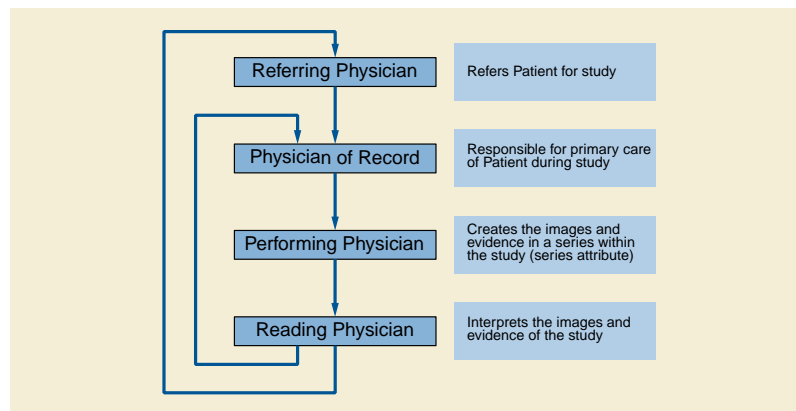 Referring Physician
Refers Patient for study
Physician of Record
Responsible for primary care
of Patient during study
Performing Physician
Creates the images and
evidence in a series within
the study (series attribute)
Reading Physician
Interprets the images and
evidence of the study